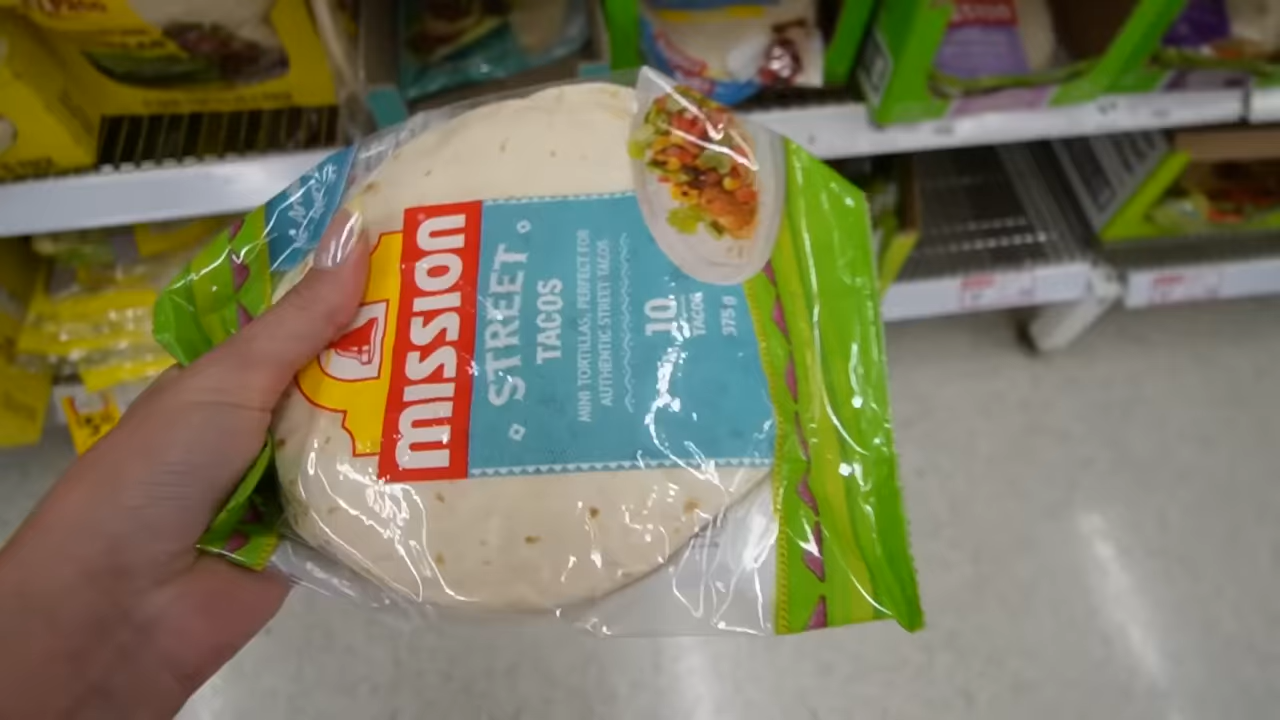 MISSION
STREET
TACOS
MINI TORTILLAS, PERFECT FOR
AUTHENTIC STREET TACOS
10
TACOS
375 g